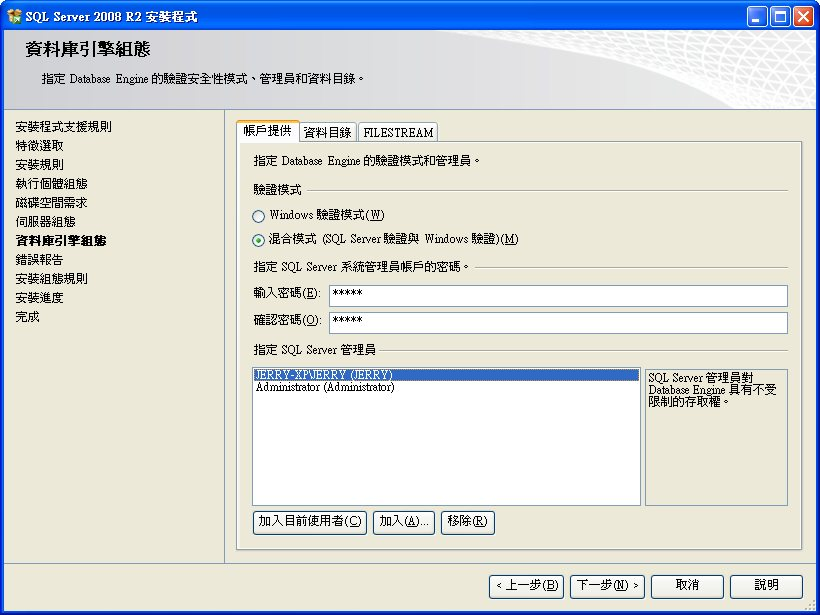 SQL Server 2008 R2 安裝程式
資料庫引擎組態
指定 Database Engine 的驗證安全性模式、管理員和資料目錄。
安裝程式支援規則
特徵選取
安裝規則
執行個體組態
磁碟空間需求
伺服器組態
資料庫引擎組態
錯誤報告
安裝組態規則
安裝進度
完成
帳戶提供 資料目錄 FILESTREAM
指定 Database Engine 的驗證模式和管理員。
驗證模式
Windows 驗證模式(W)
混合模式 (SQL Server 驗證與 Windows 驗證)(M)
指定 SQL Server 系統管理員帳戶的密碼。
輸入密碼(E): *****
確認密碼(O): *****
指定 SQL Server 管理員
JERRY-XP\JERRY (JERRY)
Administrator (Administrator)
SQL Server 管理員對
Database Engine 具有不受
限制的存取權。
加入目前使用者(C) 加入(A)... 移除(R)
< 上一步(B) 下一步(N) > 取消 說明